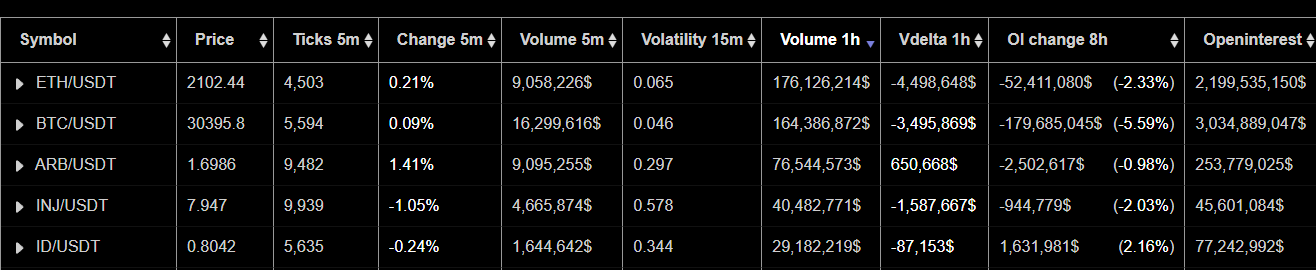 Symbol Price Ticks 5m Change 5m Volume 5m Volatility 15m Volume 1h Vdelta 1h OI change 8h Openinterest
ETH/USDT 2102.44 4,503 0.21% 9,058,226$ 0.065 176,126,214$ -4,498,648$ -52,411,080$ (-2.33%) 2,199,535,150$
BTC/USDT 30395.8 5,594 0.09% 16,299,616$ 0.046 164,386,872$ -3,495,869$ -179,685,045$ (-5.59%) 3,034,889,047$
ARB/USDT 1.6986 9,482 1.41% 9,095,255$ 0.297 76,544,573$ 650,668$ -2,502,617$ (-0.98%) 253,779,025$
INJ/USDT 7.947 9,939 -1.05% 4,665,874$ 0.578 40,482,771$ -1,587,667$ -944,779$ (-2.03%) 45,601,084$
ID/USDT 0.8042 5,635 -0.24% 1,644,642$ 0.344 29,182,219$ -87,153$ 1,631,981$ (2.16%) 77,242,992$